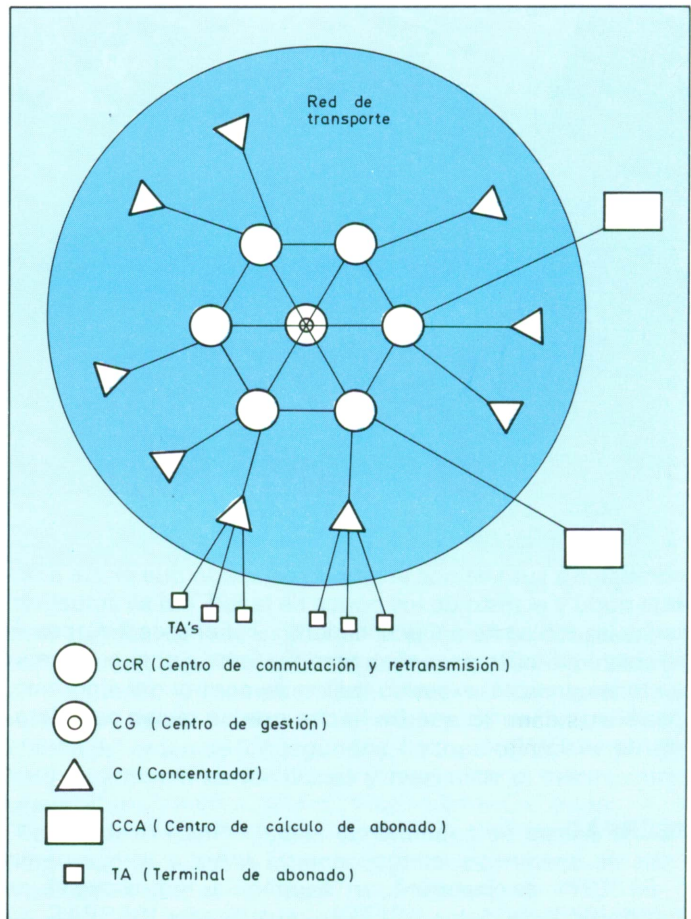 Red de
transporte
TA's
CCR (Centro de conmutación y retransmisión)
CG (Centro de gestión)
C (Concentrador)
CCA (Centro de cálculo de abonado)
TA (Terminal de abonado)